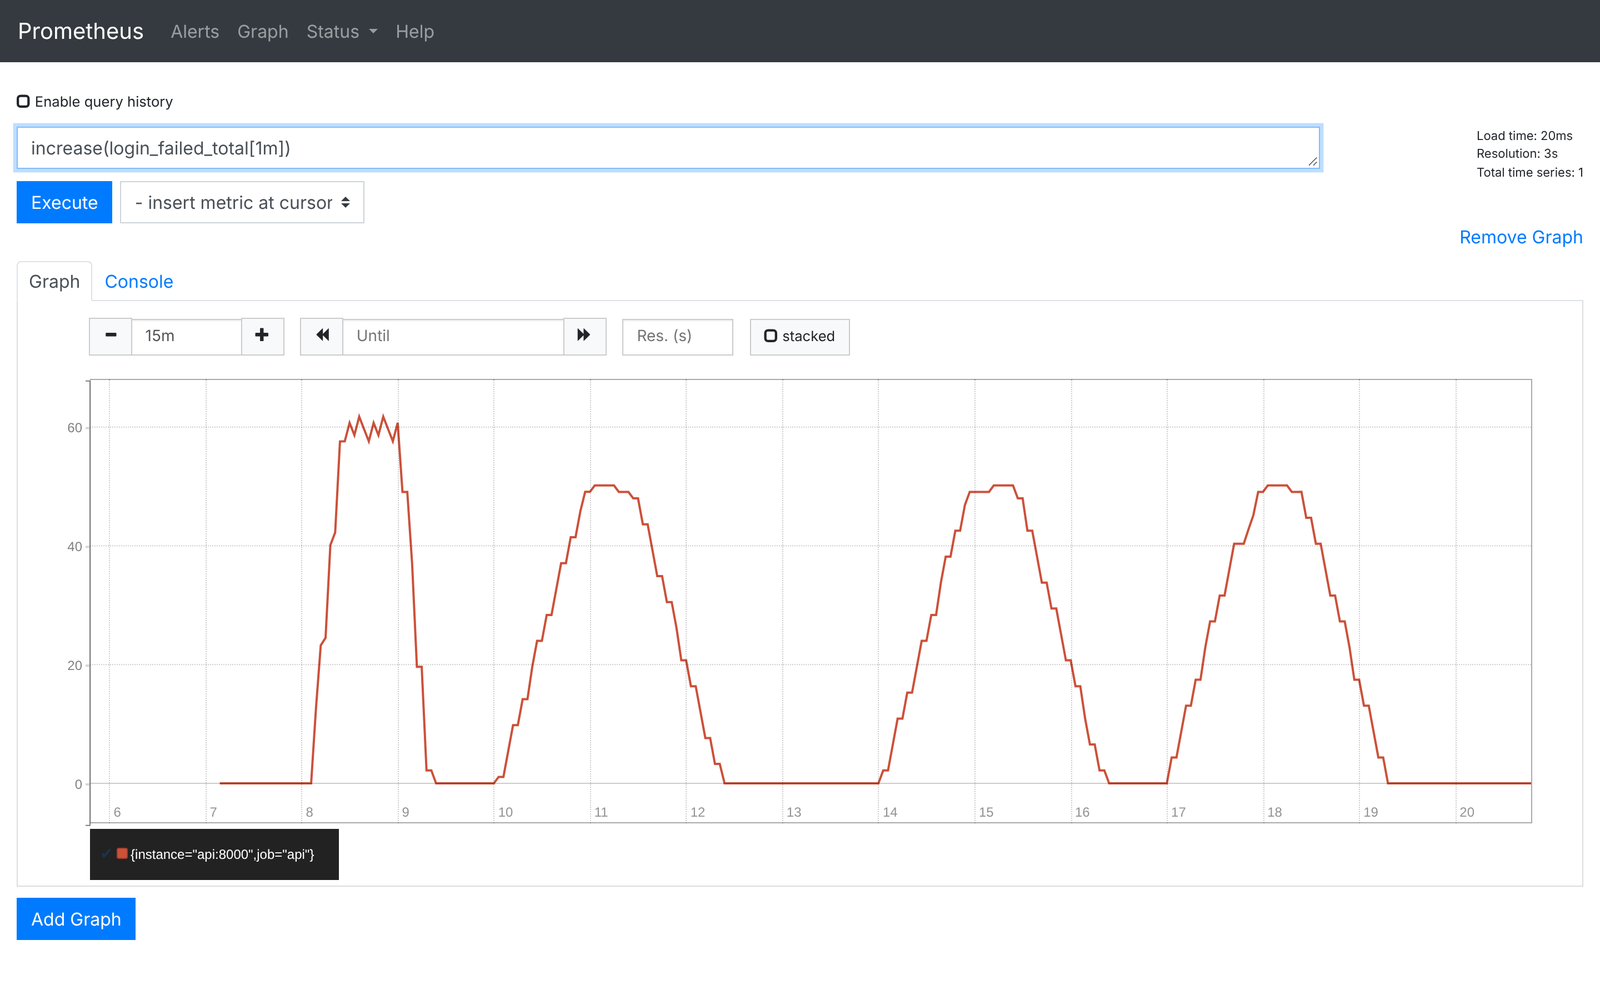 Prometheus Alerts Graph Status Help
Enable query history
increase(login_failed_total[1m])
Load time: 20ms
Resolution: 3s
Total time series: 1
Execute
- insert metric at cursor
Remove Graph
Graph Console
15m Until Res. (s) stacked
60
40
20
0
6 7 8 9 10 11 12 13 14 15 16 17 18 19 20
{instance="api:8000",job="api"}
Add Graph